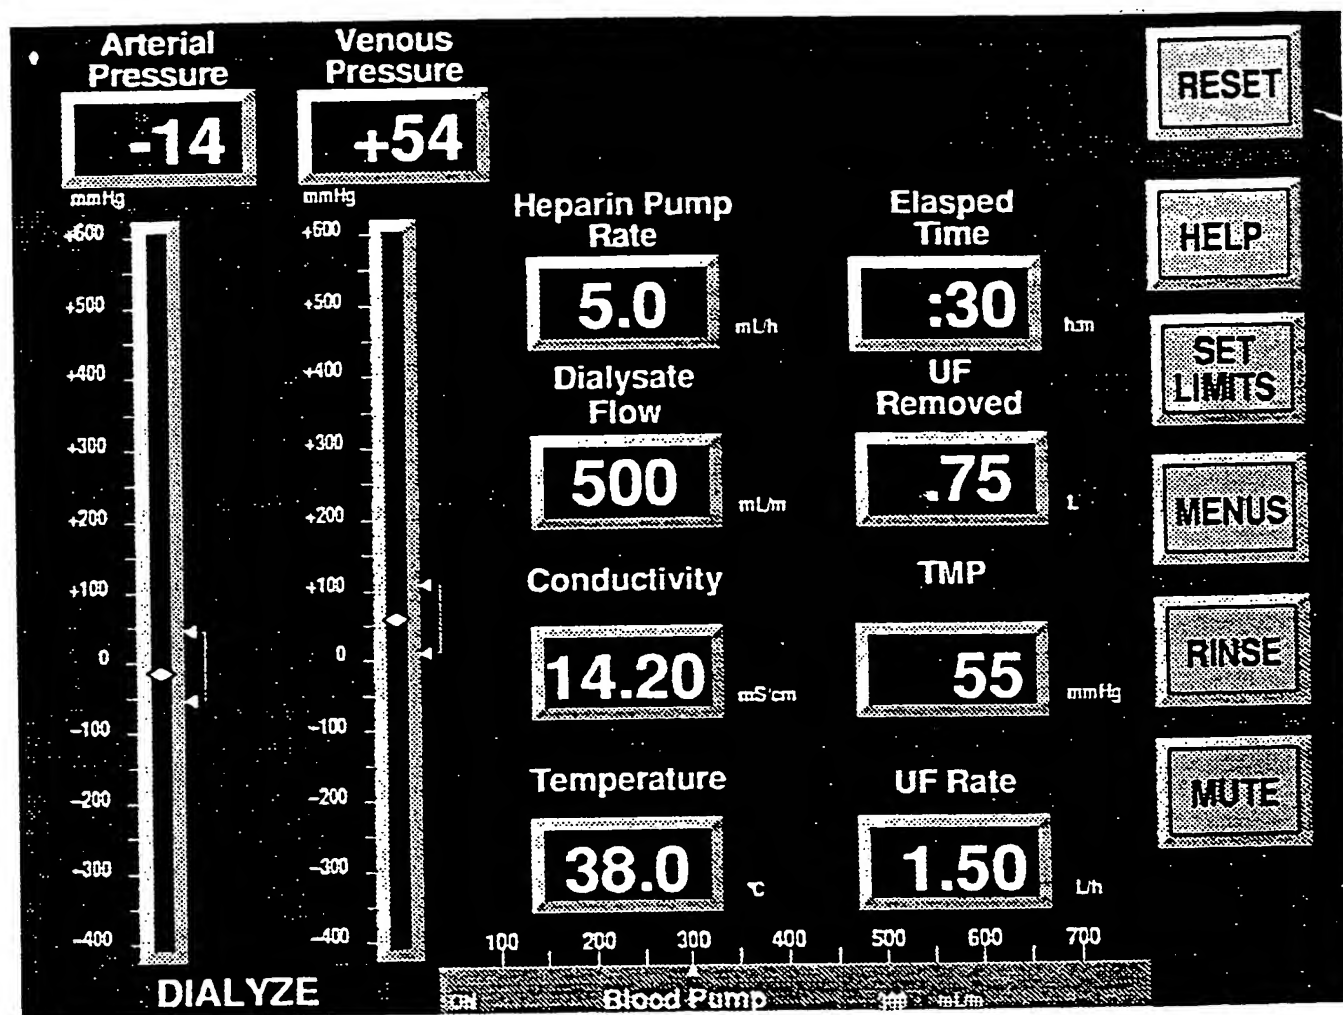 Arterial
Pressure
-14
mmHg
+600
+500
+400
+300
+200
+100
0
-100
-200
-300
-400
Venous
Pressure
+54
mmHg
+600
+500
+400
+300
+200
+100
0
-100
-200
-300
-400
DIALYZE
Heparin Pump
Rate
5.0 mL/h
Dialysate
Flow
500 mL/m
Conductivity
14.20 mS/cm
Temperature
38.0 °C
Elasped
Time
:30 h:m
UF
Removed
.75 L
TMP
55 mmHg
UF Rate
1.50 L/h
100 200 300 400 500 600 700
ON Blood Pump 300 mL/m
RESET
HELP
SET
LIMITS
MENUS
RINSE
MUTE